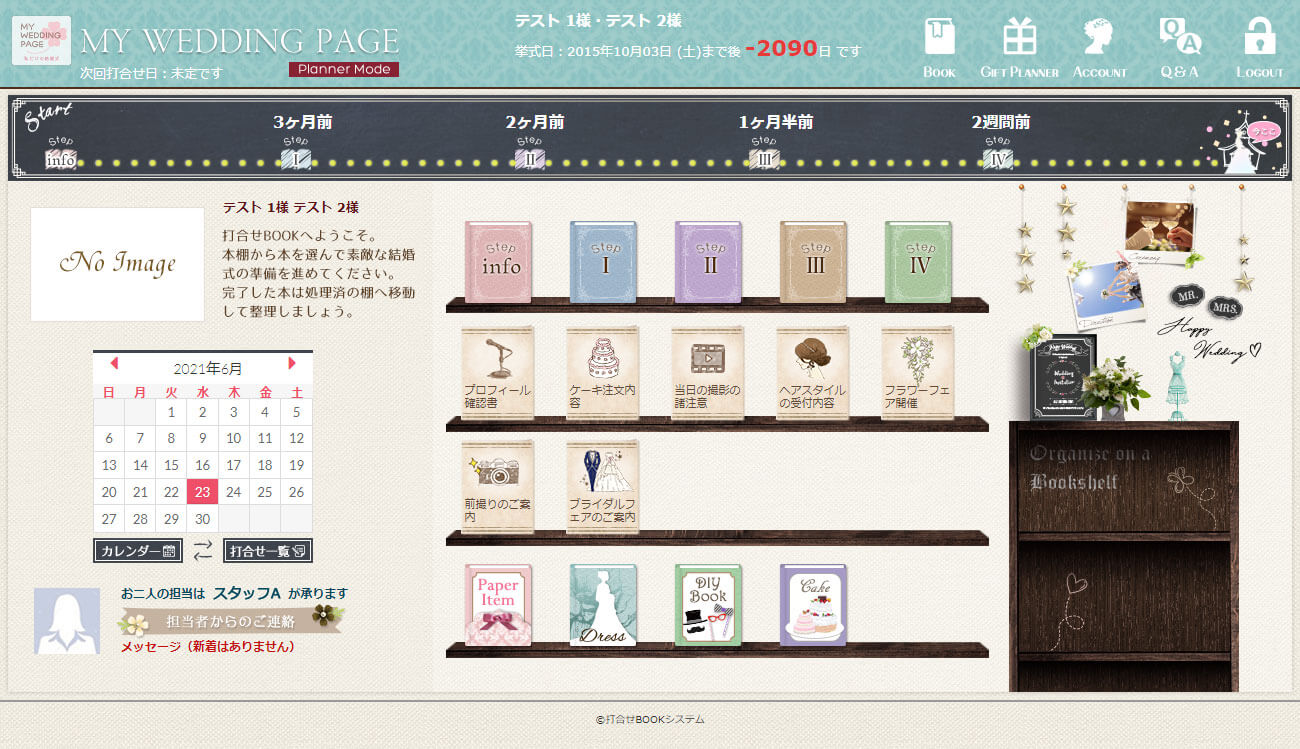 MY
WEDDING
PAGE
MY WEDDING PAGE
次回打合せ日：未定です
Planner Mode
テスト 1様・テスト 2様
挙式日：2015年10月03日 (土)まで後 -2090日 です
BOOK
GIFT PLANNER
ACCOUNT
Q & A
LOGOUT
Start
3ヶ月前
2ヶ月前
1ヶ月半前
2週間前
Step
info
Step
I
Step
II
Step
III
Step
IV
今ここ
No Image
テスト 1様 テスト 2様
打合せBOOKへようこそ。
本棚から本を選んで素敵な結婚
式の準備を進めてください。
完了した本は処理済の棚へ移動
して整理しましょう。
2021年6月
日 月 火 水 木 金 土
1 2 3 4 5
6 7 8 9 10 11 12
13 14 15 16 17 18 19
20 21 22 23 24 25 26
27 28 29 30
カレンダー
打合せ一覧
お二人の担当は スタッフA が承ります
担当者からのご連絡
メッセージ（新着はありません）
Step
info
Step
I
Step
II
Step
III
Step
IV
プロフィール
確認書
ケーキ注文内
容
当日の撮影の
諸注意
ヘアスタイル
の受付内容
フラワーフェ
ア開催
前撮りのご案
内
ブライダルフ
ェアのご案内
Paper
Item
Dress
DIY
Book
Cake
Ceremony
MR.
MRS.
Happy
Wedding
Wedding
Invitation
Organize on a
Bookshelf
©打合せBOOKシステム